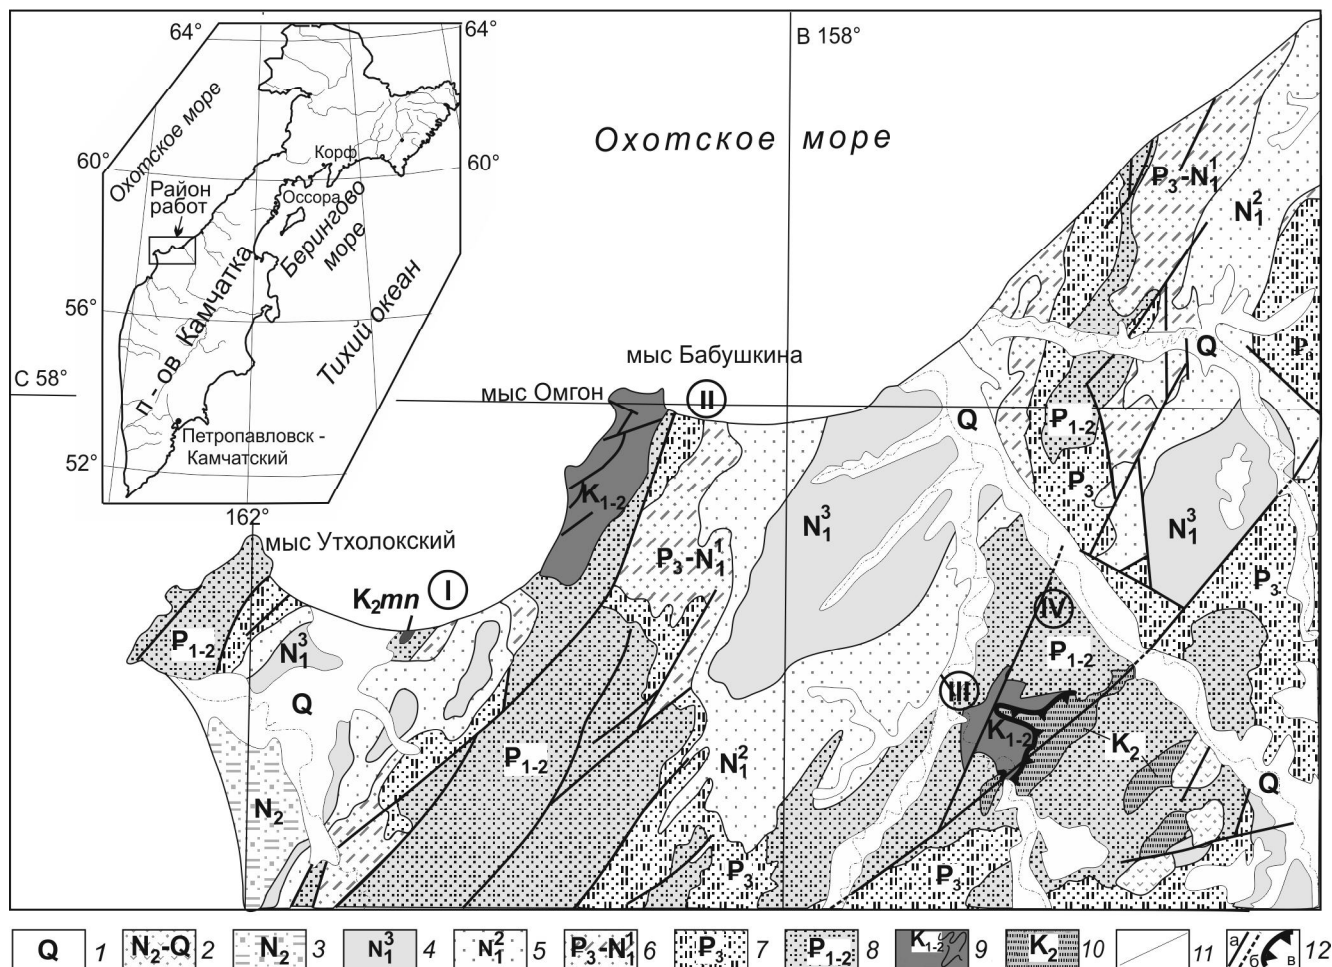 64°
64°
В 158°
Охотское море
Охотское море
60°
Корф
60°
Район
работ
Оссора
Берингово
море
P3-N₁¹
N₁²
P₃
п - ов Камчатка
56°
Тихий океан
Q
P
мыс Бабушкина
С 58°
мыс Омгон
II
Q
P₁₋₂
Петропавловск -
Камчатский
52°
P₃
K₁₋₂
N₁³
N₁³
162°
мыс Утхолокский
P₃-N₁¹
K₂mn
I
P₃
IV
P₁₋₂
N₁³
P₁₋₂
III
Q
K₁₋₂
K₂
P₁₋₂
N₁²
Q
N₂
P₃
P₃
Q 1
N₂-Q 2
N₂ 3
N₁³ 4
N₁² 5
P₃-N₁¹ 6
P₃ 7
P₁₋₂ 8
K₁₋₂ 9
K₂ 10
11
а б в 12